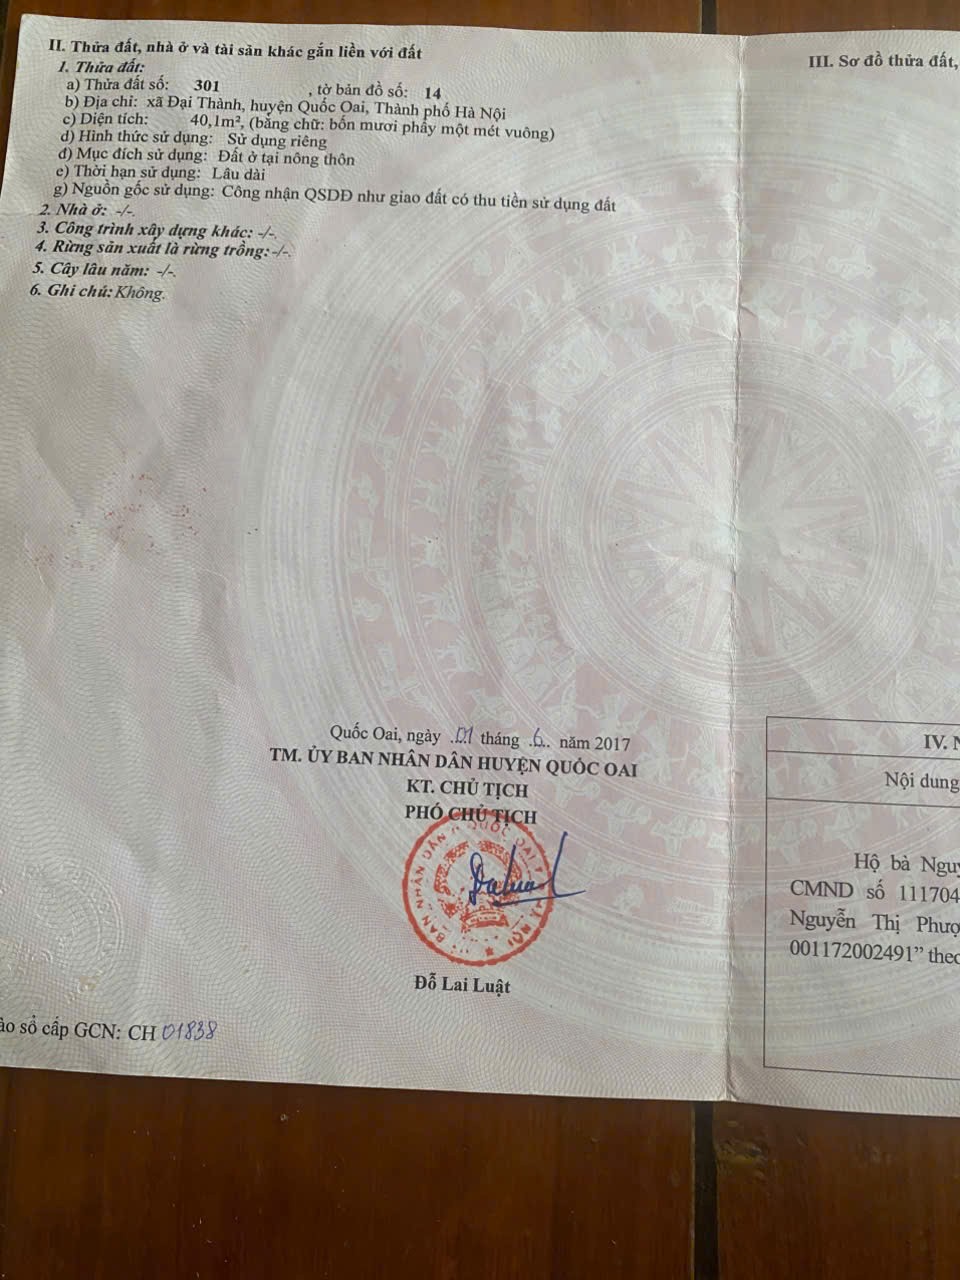 II. Thửa đất, nhà ở và tài sản khác gắn liền với đất
1. Thửa đất:
a) Thửa đất số: 301 , tờ bản đồ số: 14
b) Địa chỉ: xã Đại Thành, huyện Quốc Oai, Thành phố Hà Nội
c) Diện tích: 40,1m², (bằng chữ: bốn mươi phẩy một mét vuông)
d) Hình thức sử dụng: Sử dụng riêng
đ) Mục đích sử dụng: Đất ở tại nông thôn
e) Thời hạn sử dụng: Lâu dài
g) Nguồn gốc sử dụng: Công nhận QSDĐ như giao đất có thu tiền sử dụng đất
2. Nhà ở: -/-.
3. Công trình xây dựng khác: -/-.
4. Rừng sản xuất là rừng trồng: -/-.
5. Cây lâu năm: -/-.
6. Ghi chú: Không.
Quốc Oai, ngày 01 tháng 6 năm 2017
TM. ỦY BAN NHÂN DÂN HUYỆN QUỐC OAI
KT. CHỦ TỊCH
PHÓ CHỦ TỊCH
Đỗ Lai Luật
ào sổ cấp GCN: CH 01838
III. Sơ đồ thửa đất,
IV. N
Nội dung
Hộ bà Nguy
CMND số 111704
Nguyễn Thị Phượ
001172002491” theo